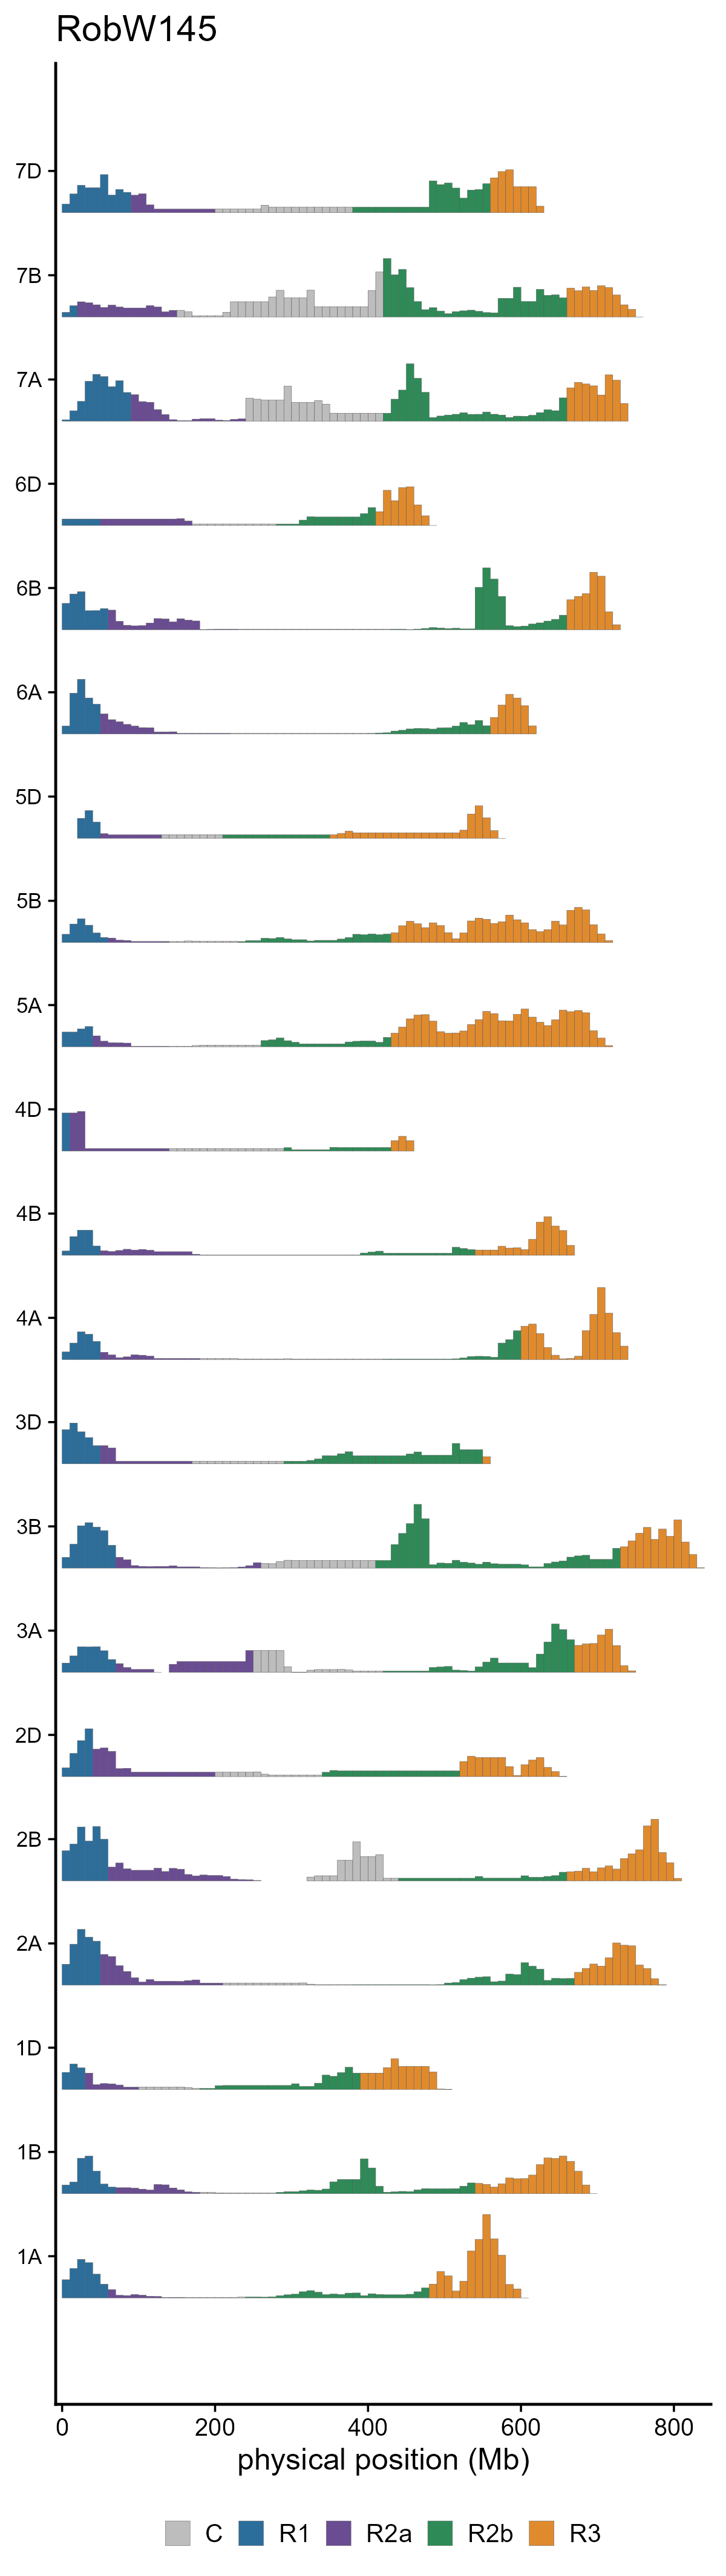 RobW145
7D
7B
7A
6D
6B
6A
5D
5B
5A
4D
4B
4A
3D
3B
3A
2D
2B
2A
1D
1B
1A
0 200 400 600 800
physical position (Mb)
C R1 R2a R2b R3